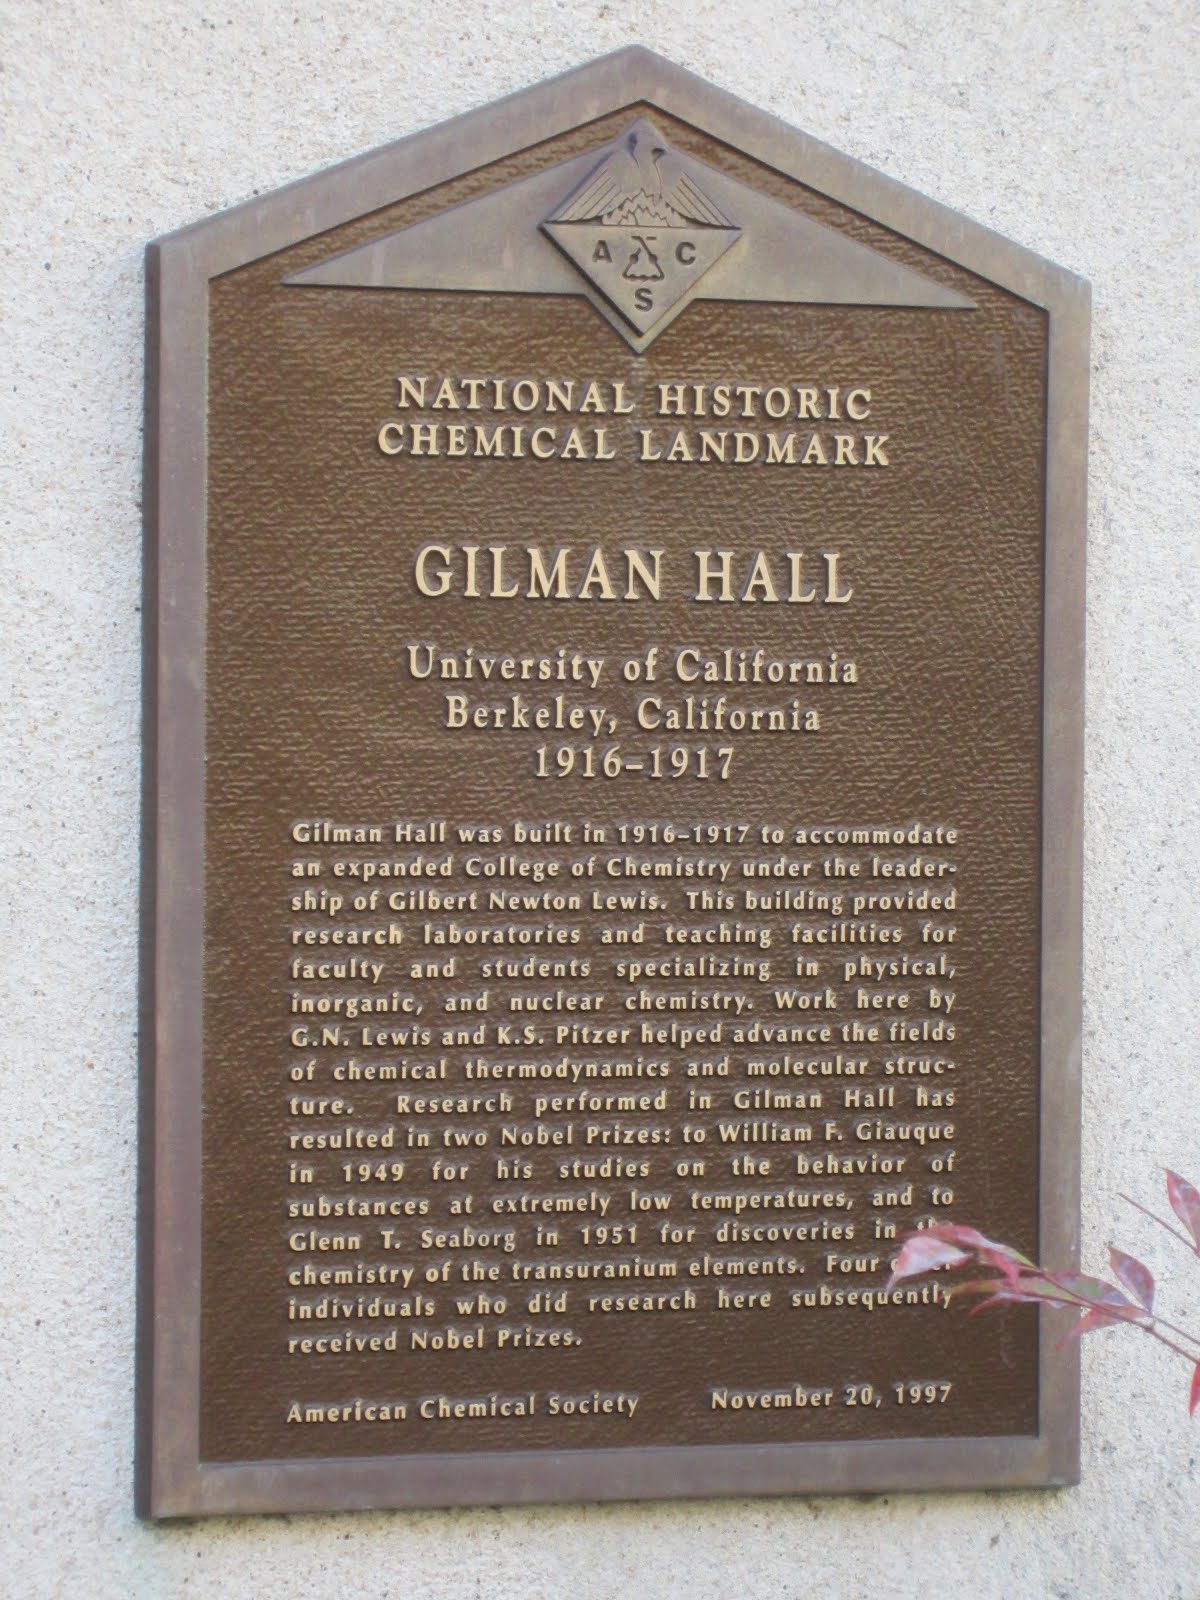 A C
S
NATIONAL HISTORIC
CHEMICAL LANDMARK
GILMAN HALL
University of California
Berkeley, California
1916–1917
Gilman Hall was built in 1916–1917 to accommodate
an expanded College of Chemistry under the leader-
ship of Gilbert Newton Lewis. This building provided
research laboratories and teaching facilities for
faculty and students specializing in physical,
inorganic, and nuclear chemistry. Work here by
G.N. Lewis and K.S. Pitzer helped advance the fields
of chemical thermodynamics and molecular struc-
ture. Research performed in Gilman Hall has
resulted in two Nobel Prizes: to William F. Giauque
in 1949 for his studies on the behavior of
substances at extremely low temperatures, and to
Glenn T. Seaborg in 1951 for discoveries in the
chemistry of the transuranium elements. Four
individuals who did research here subsequently
received Nobel Prizes.
American Chemical Society November 20, 1997